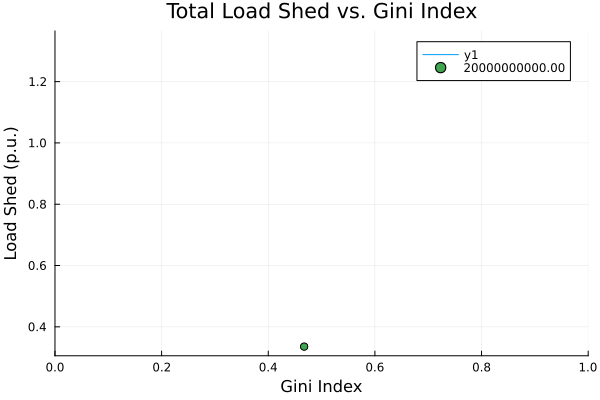 Total Load Shed vs. Gini Index
y1
20000000000.00
Load Shed (p.u.)
1.2
1.0
0.8
0.6
0.4
0.0 0.2 0.4 0.6 0.8 1.0
Gini Index